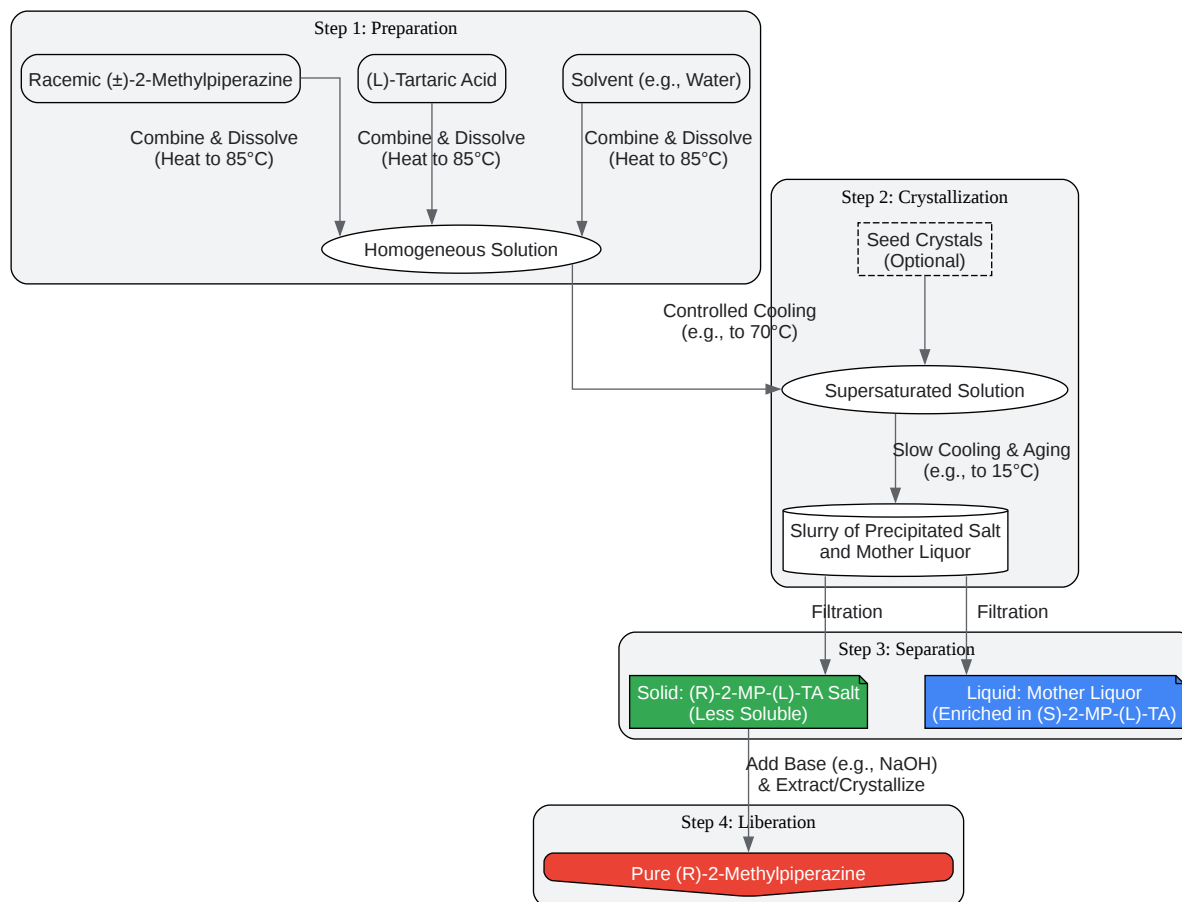 Step 1: Preparation
Racemic (±)-2-Methylpiperazine
(L)-Tartaric Acid
Solvent (e.g., Water)
Combine & Dissolve
(Heat to 85°C)
Combine & Dissolve
(Heat to 85°C)
Combine & Dissolve
(Heat to 85°C)
Homogeneous Solution
Step 2: Crystallization
Seed Crystals
(Optional)
Controlled Cooling
(e.g., to 70°C)
Supersaturated Solution
Slow Cooling & Aging
(e.g., to 15°C)
Slurry of Precipitated Salt
and Mother Liquor
Filtration
Filtration
Step 3: Separation
Solid: (R)-2-MP-(L)-TA Salt
(Less Soluble)
Liquid: Mother Liquor
(Enriched in (S)-2-MP-(L)-TA)
Add Base (e.g., NaOH)
& Extract/Crystallize
Step 4: Liberation
Pure (R)-2-Methylpiperazine